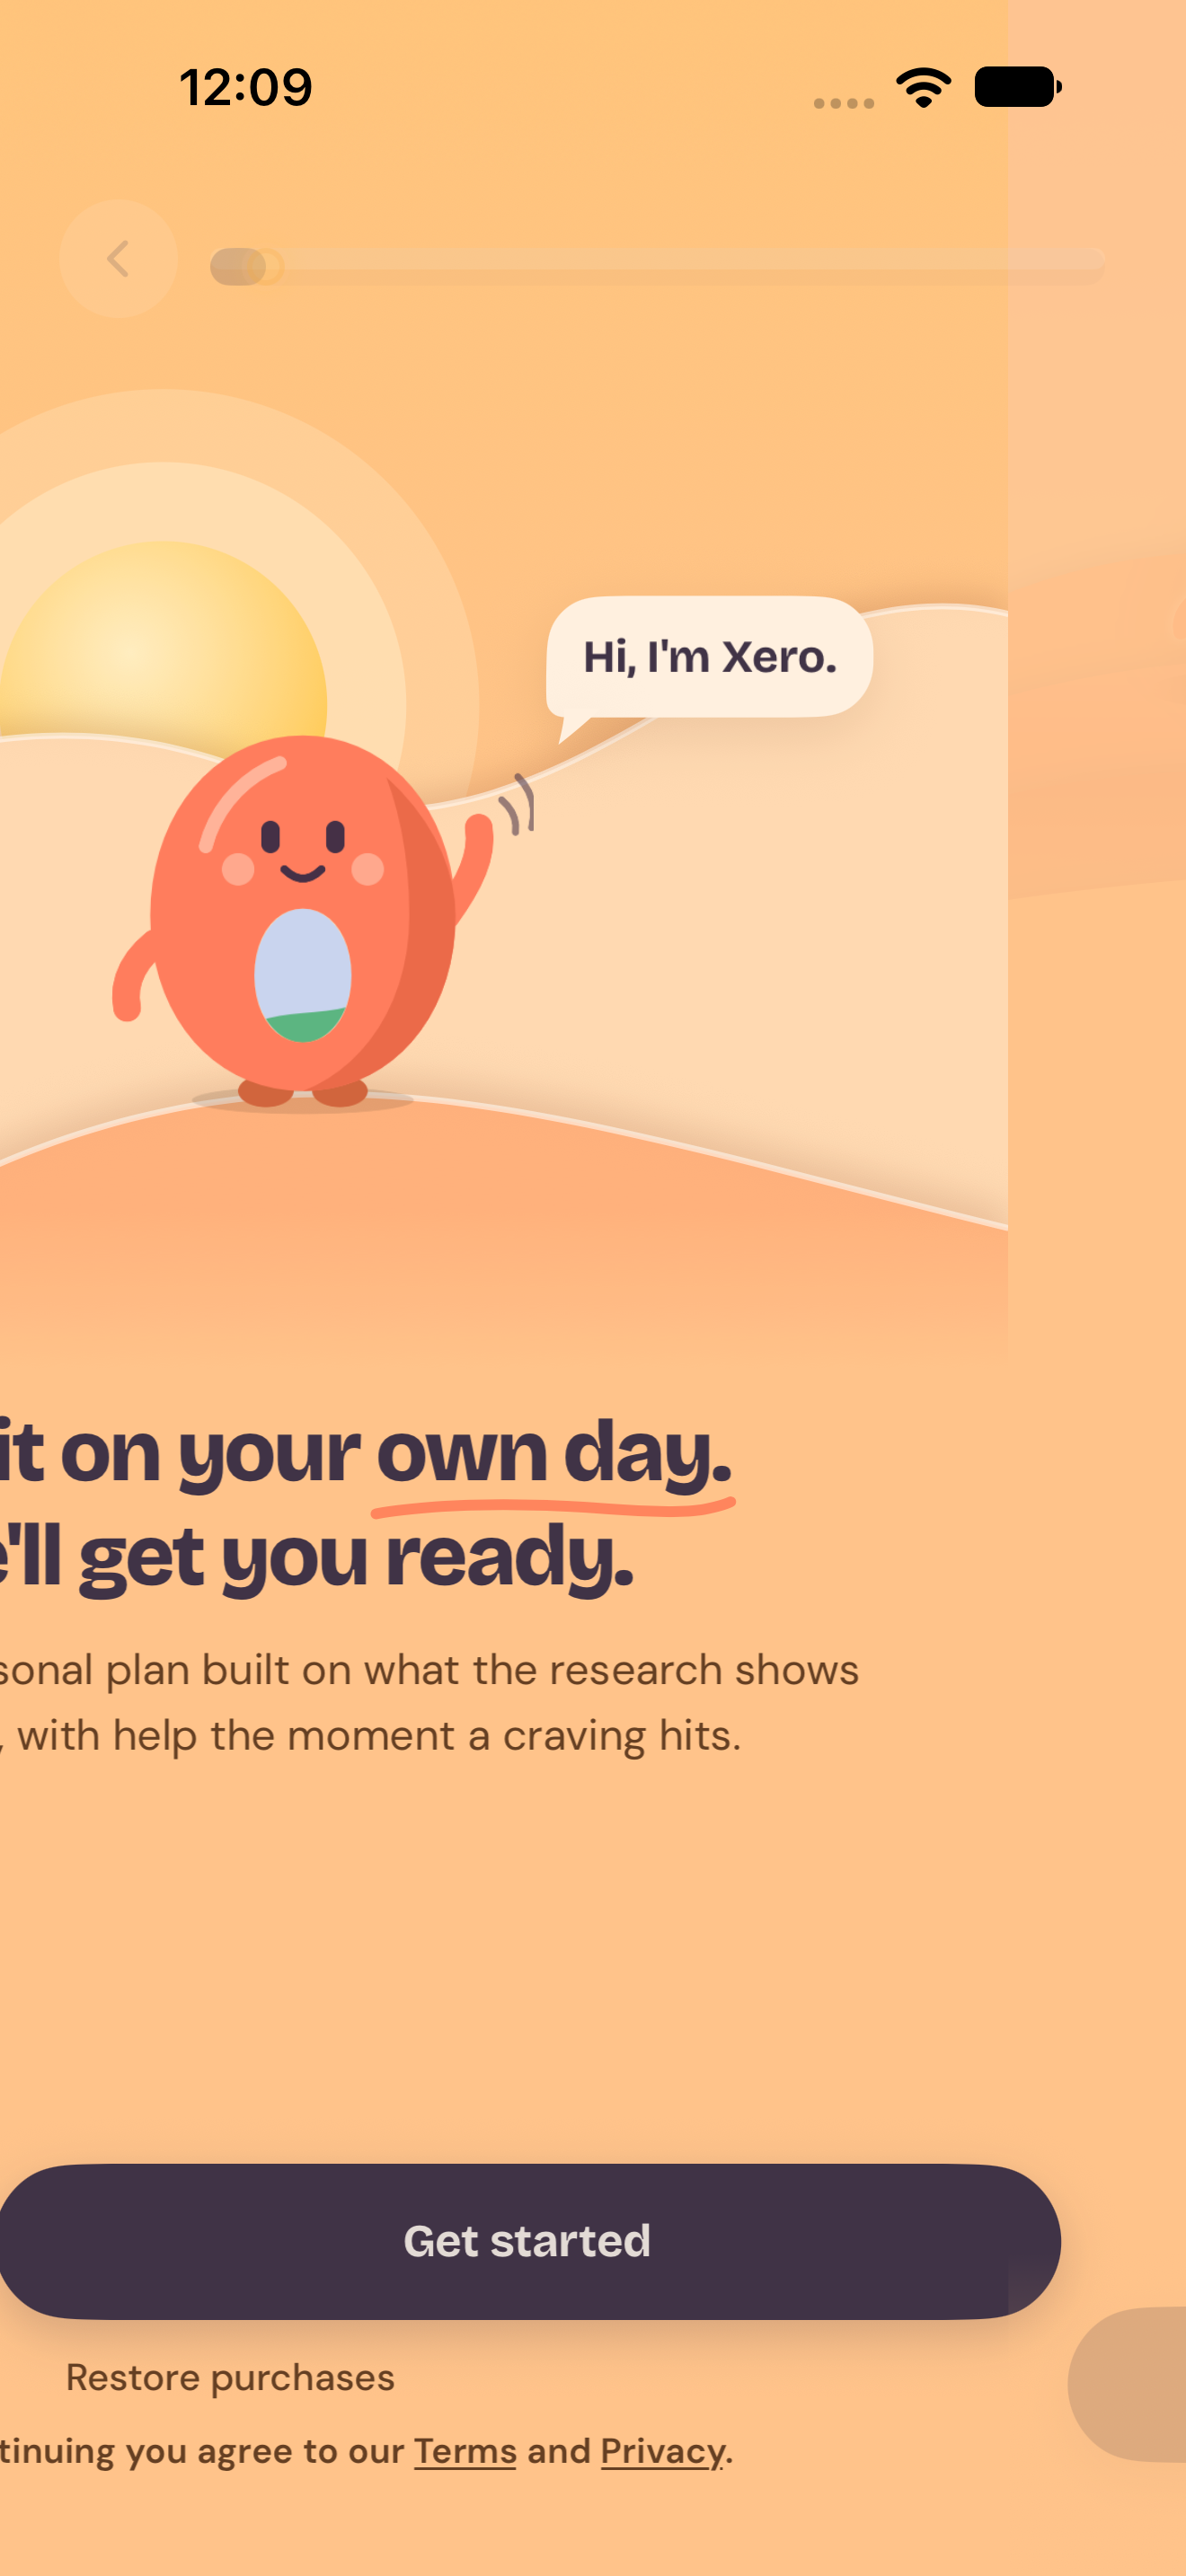 12:09
Hi, I'm Xero.
it on your own day.
'll get you ready.
sonal plan built on what the research shows
, with help the moment a craving hits.
Get started
Restore purchases
tinuing you agree to our Terms and Privacy.